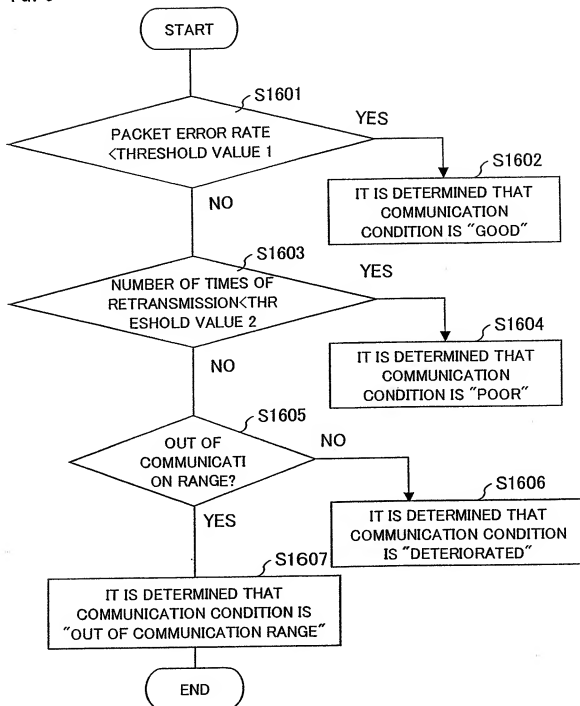 START
S1601
PACKET ERROR RATE
<THRESHOLD VALUE 1
YES
S1602
IT IS DETERMINED THAT
COMMUNICATION
CONDITION IS "GOOD"
NO
S1603
NUMBER OF TIMES OF
RETRANSMISSION<THR
ESHOLD VALUE 2
YES
S1604
IT IS DETERMINED THAT
COMMUNICATION
CONDITION IS "POOR"
NO
S1605
OUT OF
COMMUNICATI
ON RANGE?
NO
S1606
IT IS DETERMINED THAT
COMMUNICATION CONDITION
IS "DETERIORATED"
YES
S1607
IT IS DETERMINED THAT
COMMUNICATION CONDITION IS
"OUT OF COMMUNICATION RANGE"
END